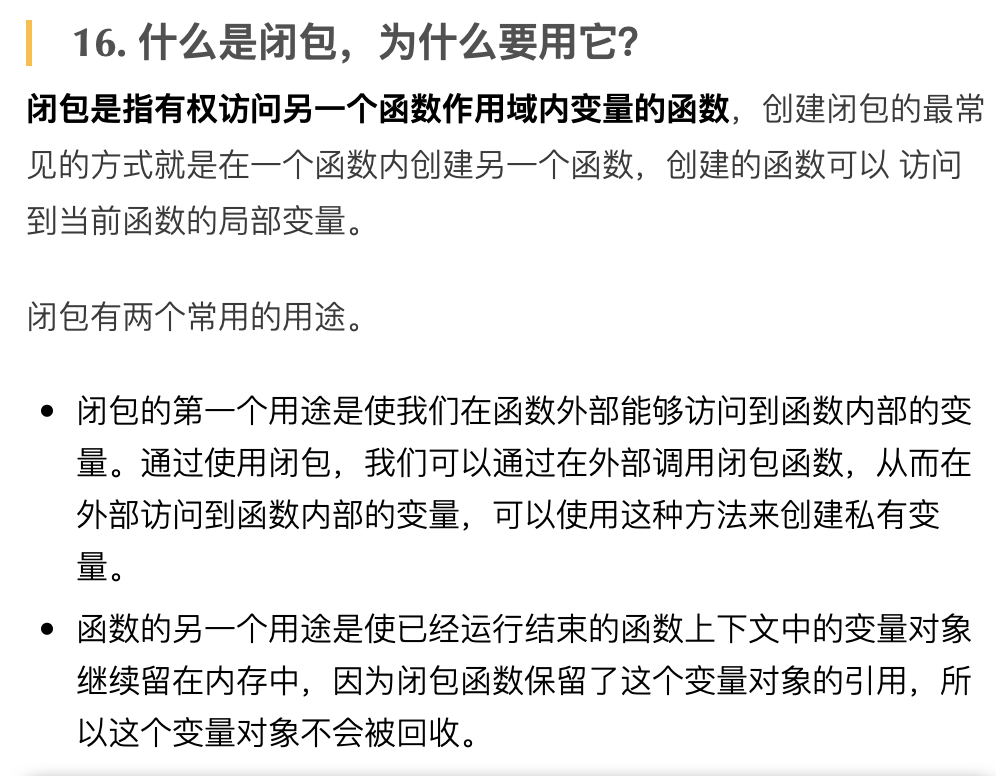 16. 什么是闭包，为什么要用它?
闭包是指有权访问另一个函数作用域内变量的函数，创建闭包的最常
见的方式就是在一个函数内创建另一个函数，创建的函数可以 访问
到当前函数的局部变量。
闭包有两个常用的用途。
• 闭包的第一个用途是使我们在函数外部能够访问到函数内部的变
量。通过使用闭包，我们可以通过在外部调用闭包函数，从而在
外部访问到函数内部的变量，可以使用这种方法来创建私有变
量。
• 函数的另一个用途是使已经运行结束的函数上下文中的变量对象
继续留在内存中，因为闭包函数保留了这个变量对象的引用，所
以这个变量对象不会被回收。